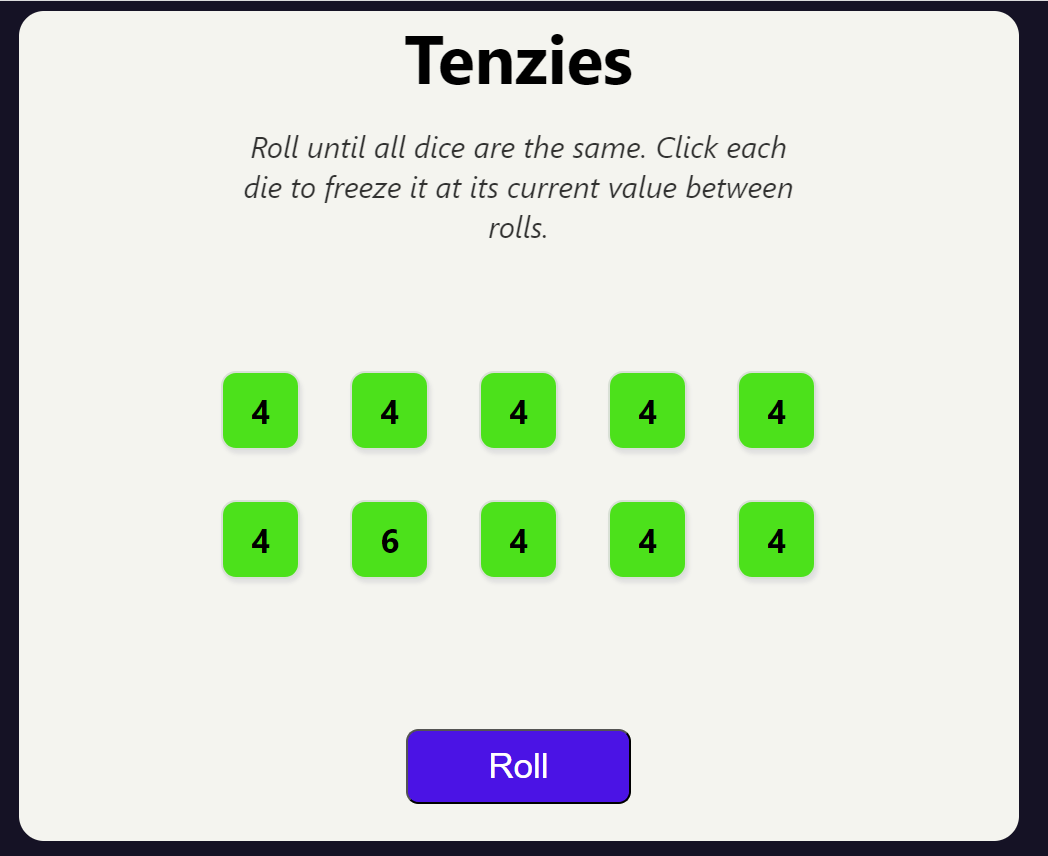 Tenzies
Roll until all dice are the same. Click each
die to freeze it at its current value between
rolls.
4 4 4 4 4
4 6 4 4 4
Roll